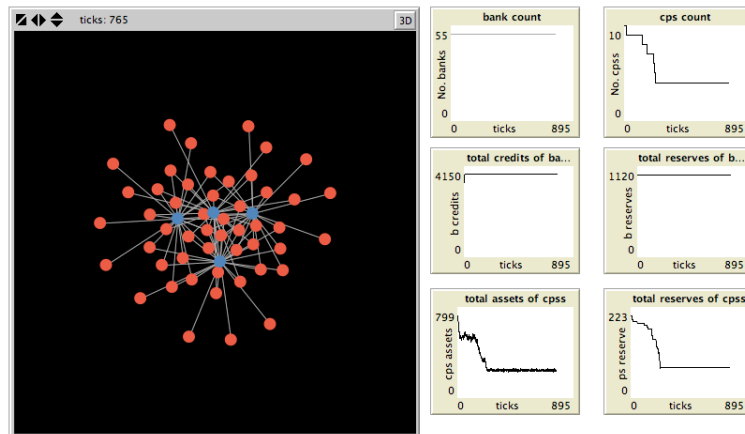 ticks: 765
3D
bank count
55
No. banks
0
0 ticks 895
cps count
10
No. cpss
0
0 ticks 895
total credits of ba...
4150
b credits
0
0 ticks 895
total reserves of b...
1120
b reserves
0
0 ticks 895
total assets of cpss
799
cps assets
0
0 ticks 895
total reserves of cpss
223
ps reserve
0
0 ticks 895